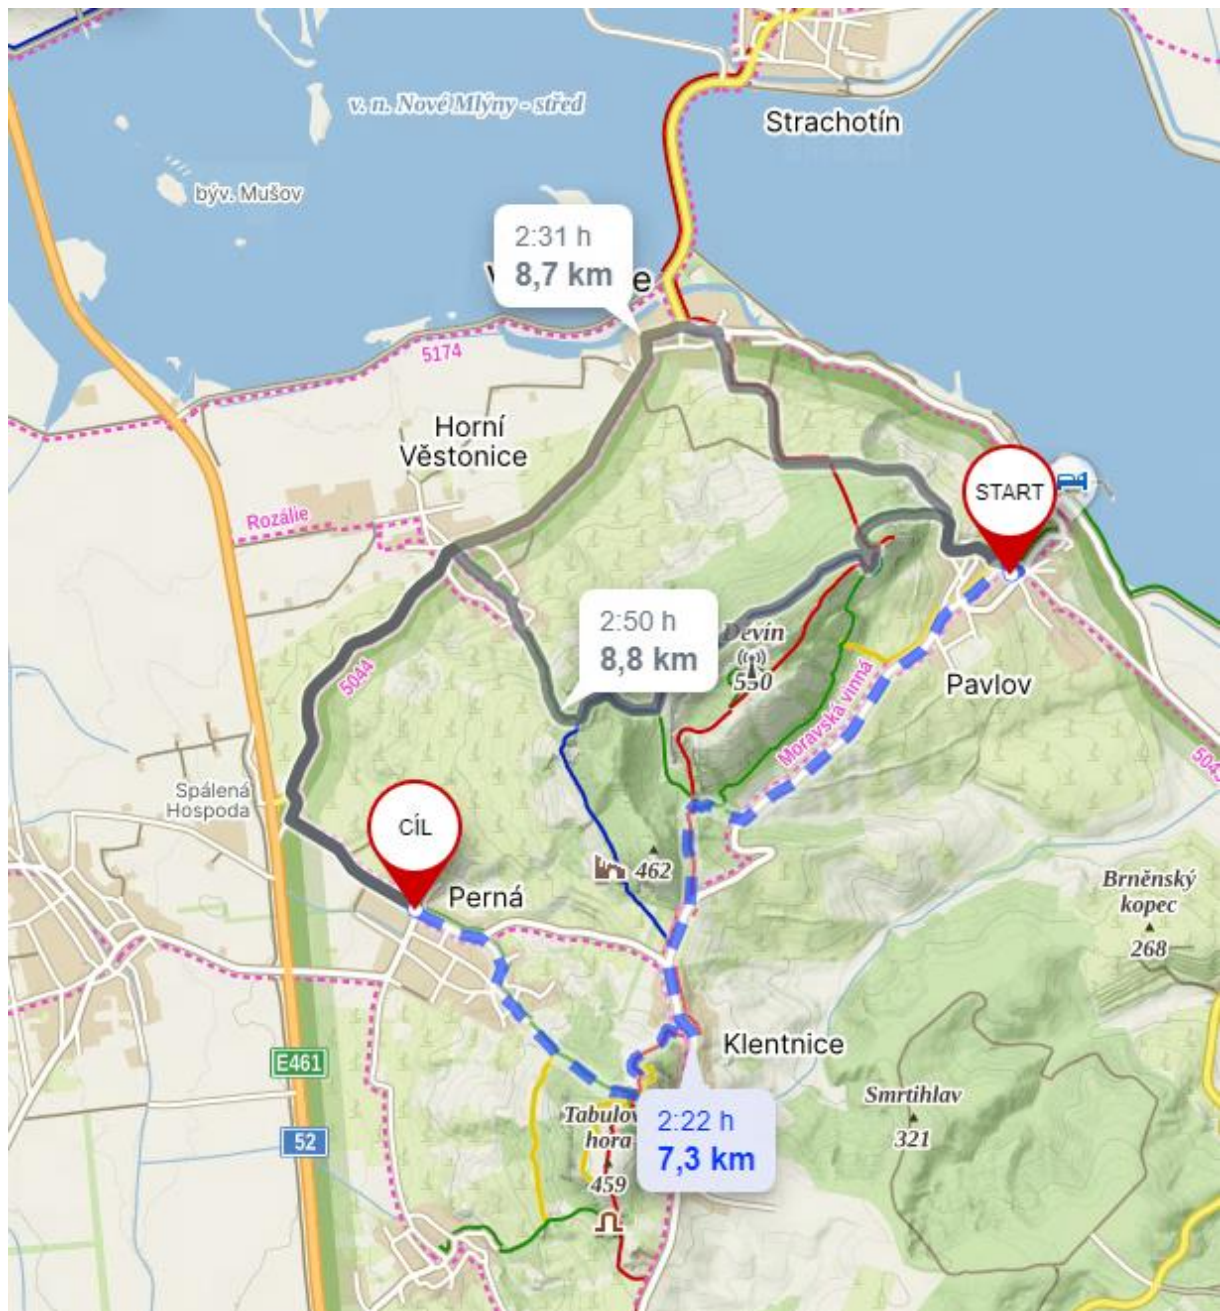 v. n. Nové Mlýny - střed
Strachotín
býv. Mušov
2:31 h
8,7 km
e
5174
Horní
Věstonice
Rozálie
START
2:50 h
8,8 km
Děvín
550
5044
Moravská vinná
Pavlov
Spálená
Hospoda
CÍL
462
Perná
Brněnský
kopec
268
Klentnice
E461
Smrtihlav
321
2:22 h
7,3 km
hora
52
459